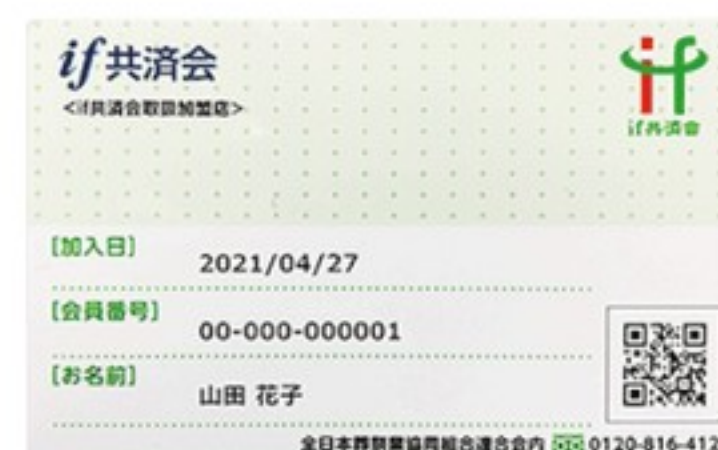 if共済会
<if共済会取扱加盟店>
if
if共済会
[加入日]
2021/04/27
[会員番号]
00-000-000001
[お名前]
山田 花子
全日本葬祭業協同組合連合会内 0120-816-412